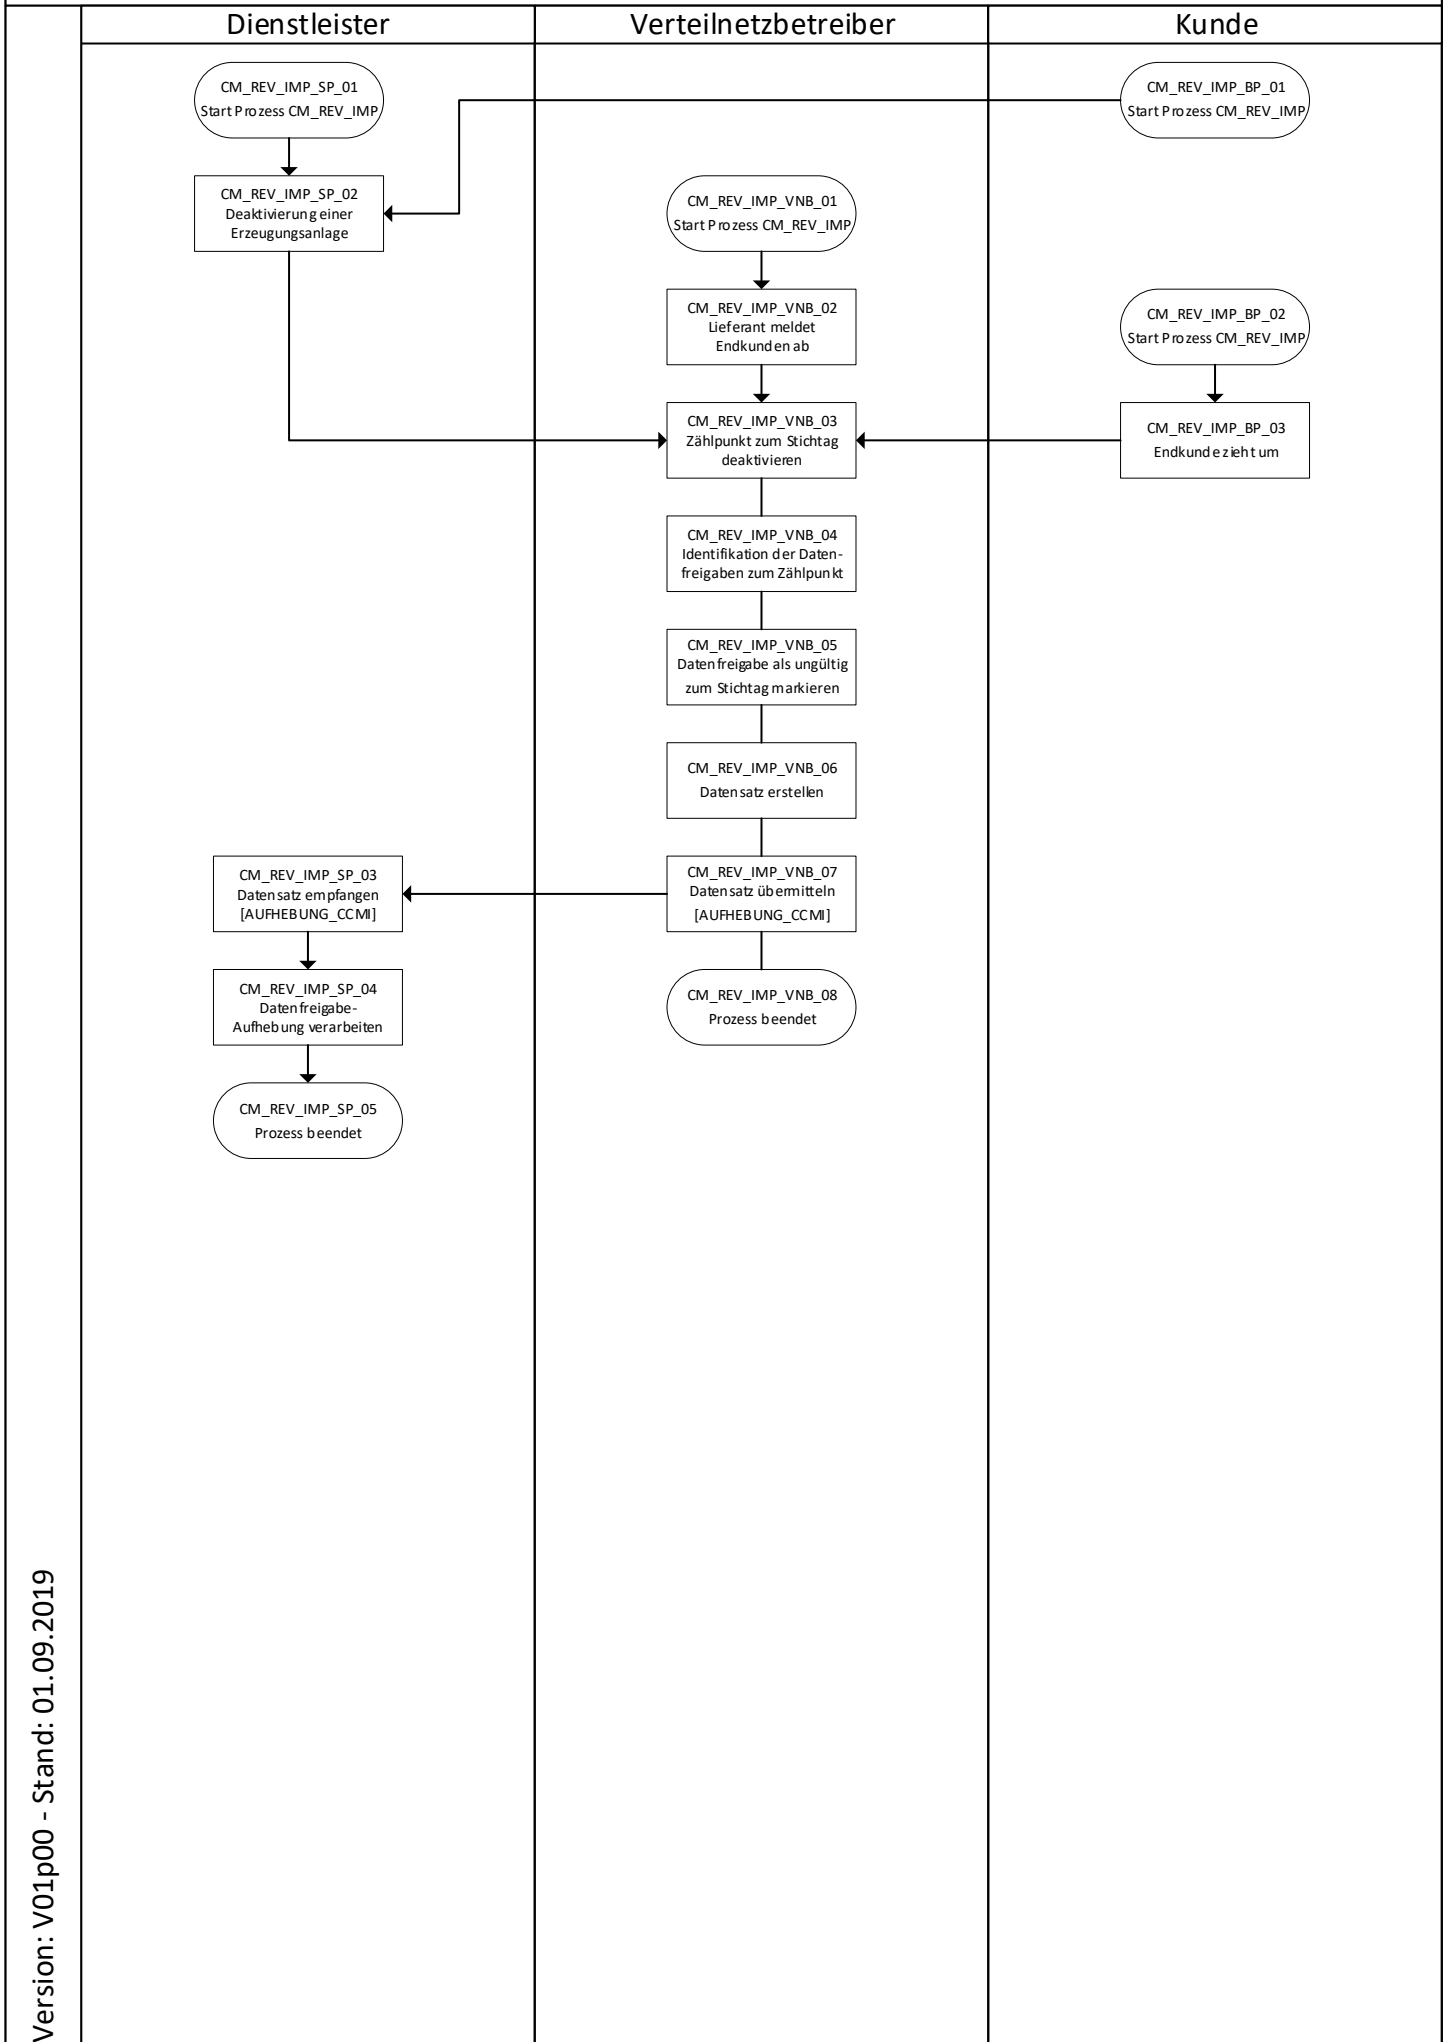 Dienstleister
Verteilnetzbetreiber
Kunde
CM_REV_IMP_SP_01
Start Prozess CM_REV_IMP
CM_REV_IMP_BP_01
Start Prozess CM_REV_IMP
CM_REV_IMP_SP_02
Deaktivierung einer
Erzeugungsanlage
CM_REV_IMP_VNB_01
Start Prozess CM_REV_IMP
CM_REV_IMP_VNB_02
Lieferant meldet
Endkunden ab
CM_REV_IMP_BP_02
Start Prozess CM_REV_IMP
CM_REV_IMP_VNB_03
Zählpunkt zum Stichtag
deaktivieren
CM_REV_IMP_BP_03
Endkunde zieht um
CM_REV_IMP_VNB_04
Identifikation der Daten-
freigaben zum Zählpunkt
CM_REV_IMP_VNB_05
Datenfreigabe als ungültig
zum Stichtag markieren
CM_REV_IMP_VNB_06
Datensatz erstellen
CM_REV_IMP_SP_03
Datensatz empfangen
[AUFHEBUNG_CCMI]
CM_REV_IMP_VNB_07
Datensatz übermitteln
[AUFHEBUNG_CCMI]
CM_REV_IMP_SP_04
Datenfreigabe-
Aufhebung verarbeiten
CM_REV_IMP_VNB_08
Prozess beendet
CM_REV_IMP_SP_05
Prozess beendet
Version: V01p00 - Stand: 01.09.2019